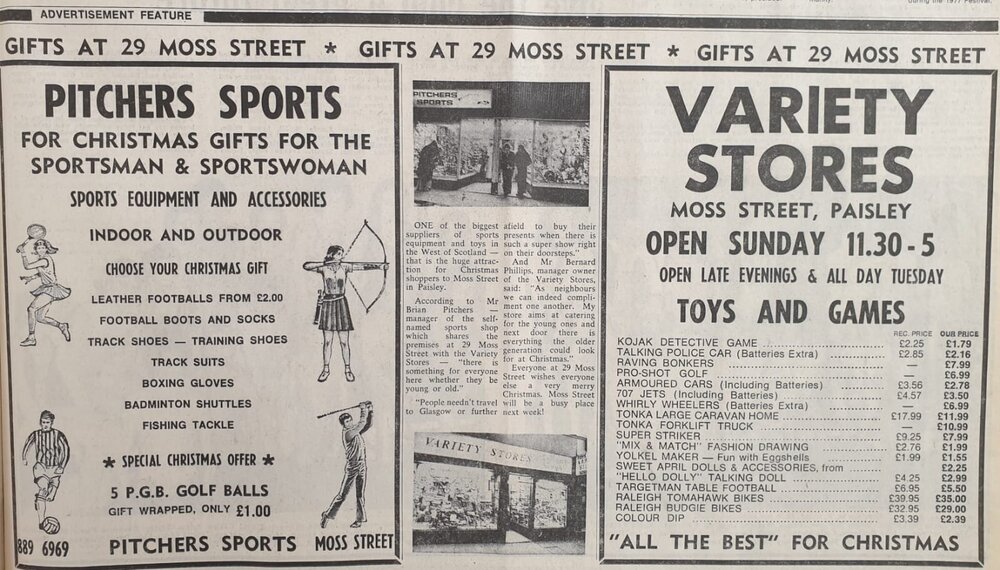 during the 1977 Festival.
ADVERTISEMENT FEATURE
GIFTS AT 29 MOSS STREET * GIFTS AT 29 MOSS STREET * GIFTS AT 29 MOSS STREET
PITCHERS SPORTS
FOR CHRISTMAS GIFTS FOR THE
SPORTSMAN & SPORTSWOMAN
SPORTS EQUIPMENT AND ACCESSORIES
INDOOR AND OUTDOOR
CHOOSE YOUR CHRISTMAS GIFT
LEATHER FOOTBALLS FROM £2.00
FOOTBALL BOOTS AND SOCKS
TRACK SHOES — TRAINING SHOES
TRACK SUITS
BOXING GLOVES
BADMINTON SHUTTLES
FISHING TACKLE
* SPECIAL CHRISTMAS OFFER *
5 P.G.B. GOLF BALLS
GIFT WRAPPED, ONLY £1.00
889 6969 PITCHERS SPORTS MOSS STREET
PITCHERS
SPORTS
ONE of the biggest
suppliers of sports
equipment and toys in
the West of Scotland —
that is the huge attrac-
tion for Christmas
shoppers to Moss Street
in Paisley.
According to Mr
Brian Pitchers —
manager of the self-
named sports shop
which shares the
premises at 29 Moss
Street with the Variety
Stores — "there is
something for everyone
here whether they be
young or old."
"People needn't travel
to Glasgow or further
afield to buy their
presents when there is
such a super show right
on their doorsteps."
And Mr Bernard
Phillips, manager owner
of the Variety Stores,
said: "As neighbours
we can indeed compli-
ment one another. My
store aims at catering
for the young ones and
next door there is
everything the older
generation could look
for at Christmas."
Everyone at 29 Moss
Street wishes everyone
else a very merry
Christmas. Moss Street
will be a busy place
next week!
VARIETY STORES
VARIETY
STORES
MOSS STREET, PAISLEY
OPEN SUNDAY 11.30-5
OPEN LATE EVENINGS & ALL DAY TUESDAY
TOYS AND GAMES
REC. PRICE OUR PRICE
KOJAK DETECTIVE GAME £2.25 £1.79
TALKING POLICE CAR (Batteries Extra) £2.85 £2.16
RAVING BONKERS — £7.99
PRO-SHOT GOLF — £6.99
ARMOURED CARS (Including Batteries) £3.56 £2.78
707 JETS (Including Batteries) £4.57 £3.50
WHIRLY WHEELERS (Batteries Extra) — £6.99
TONKA LARGE CARAVAN HOME £17.99 £11.99
TONKA FORKLIFT TRUCK — £10.99
SUPER STRIKER £9.25 £7.99
"MIX & MATCH" FASHION DRAWING £2.76 £1.99
YOLKEL MAKER — Fun with Eggshells £1.99 £1.55
SWEET APRIL DOLLS & ACCESSORIES, from £2.25
"HELLO DOLLY" TALKING DOLL £4.25 £2.99
TARGETMAN TABLE FOOTBALL £6.95 £5.50
RALEIGH TOMAHAWK BIKES £39.95 £35.00
RALEIGH BUDGIE BIKES £32.95 £29.00
COLOUR DIP £3.39 £2.39
"ALL THE BEST" FOR CHRISTMAS